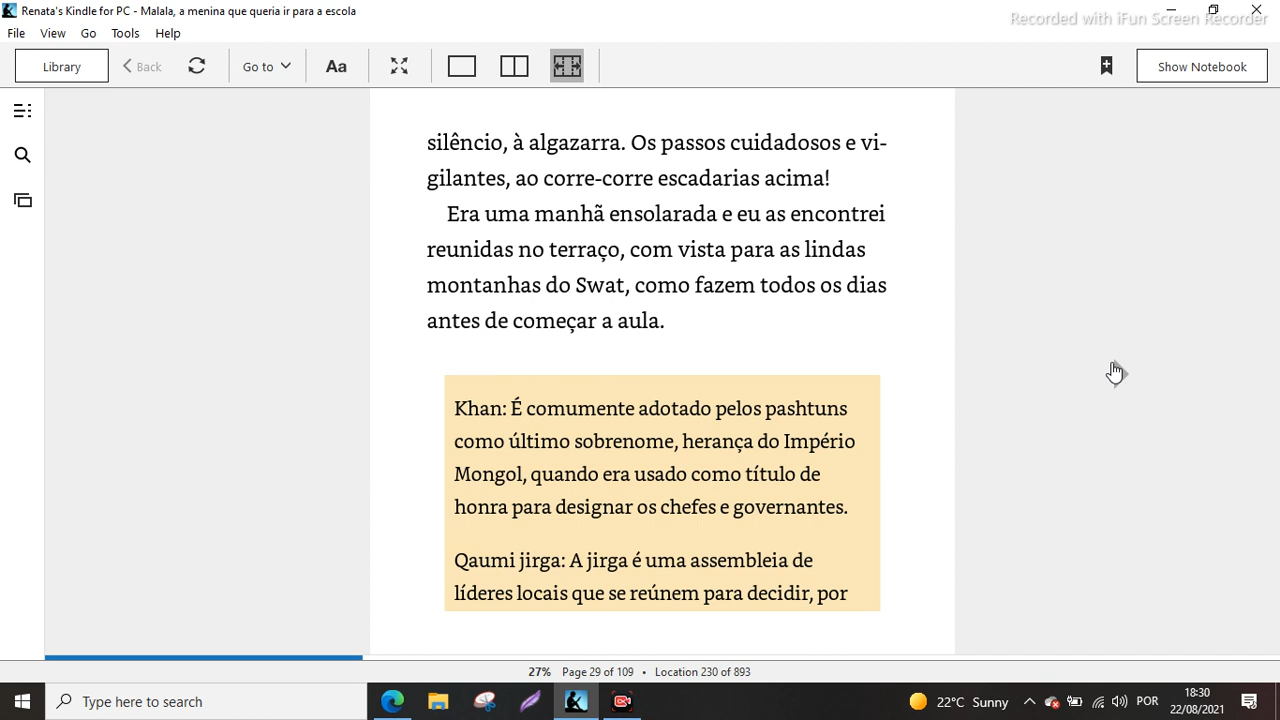 Renata's Kindle for PC - Malala, a menina que queria ir para a escola
Recorded with iFun Screen Recorder
File View Go Tools Help
Library Back Go to Aa Show Notebook
silêncio, à algazarra. Os passos cuidadosos e vi-
gilantes, ao corre-corre escadarias acima!
Era uma manhã ensolarada e eu as encontrei
reunidas no terraço, com vista para as lindas
montanhas do Swat, como fazem todos os dias
antes de começar a aula.
Khan: É comumente adotado pelos pashtuns
como último sobrenome, herança do Império
Mongol, quando era usado como título de
honra para designar os chefes e governantes.
Qaumi jirga: A jirga é uma assembleia de
líderes locais que se reúnem para decidir, por
27% Page 29 of 109 • Location 230 of 893
Type here to search
22°C Sunny
POR
18:30
22/08/2021